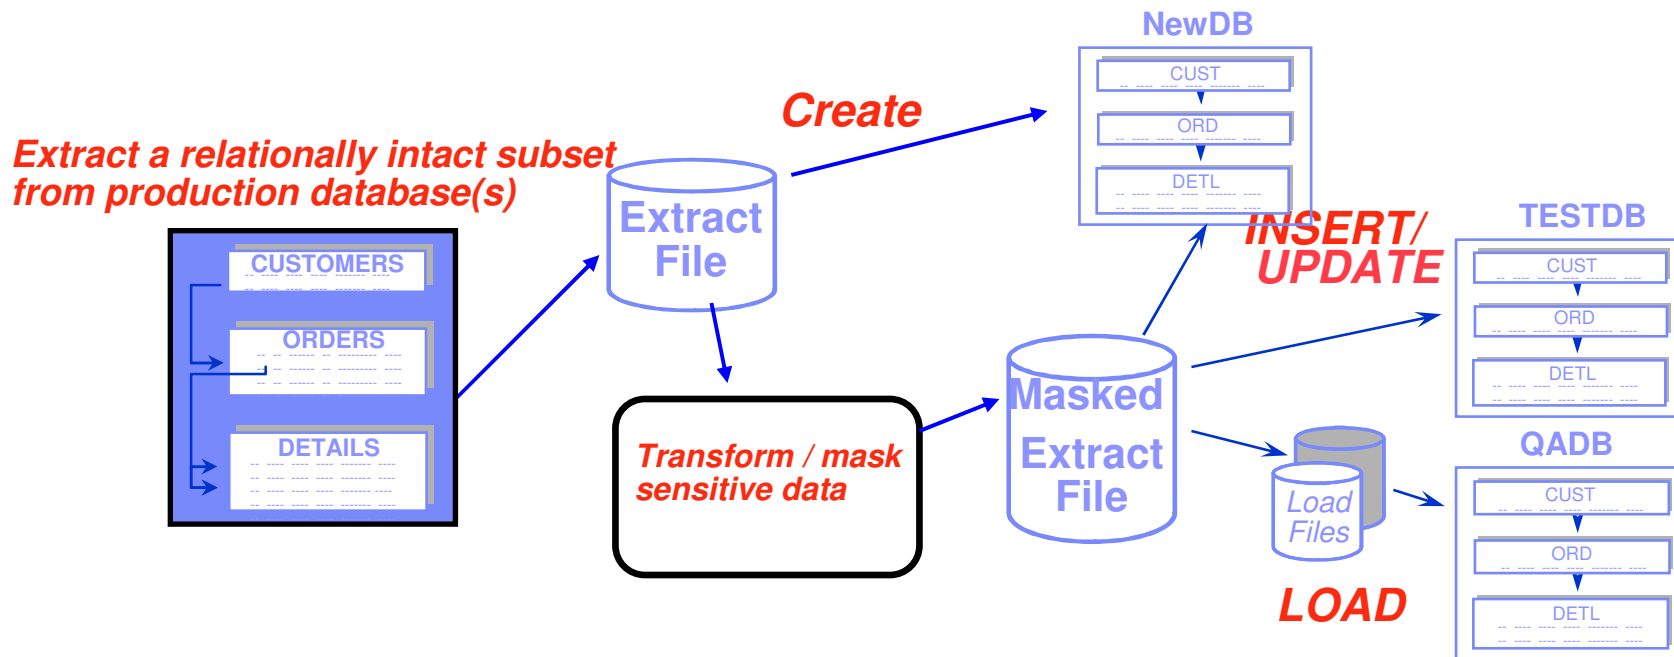 Extract a relationally intact subset
from production database(s)
CUSTOMERS
ORDERS
DETAILS
Extract
File
Create
Transform / mask
sensitive data
Masked
Extract
File
NewDB
CUST
ORD
DETL
INSERT/
UPDATE
TESTDB
CUST
ORD
DETL
Load
Files
LOAD
QADB
CUST
ORD
DETL